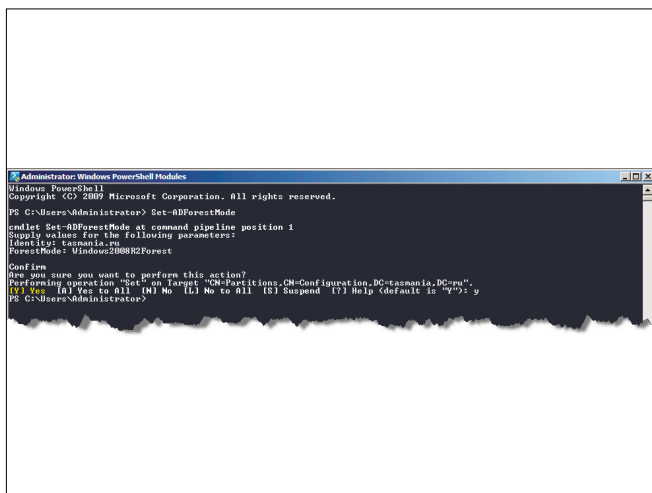 Administrator: Windows PowerShell Modules
Windows PowerShell
Copyright (C) 2009 Microsoft Corporation. All rights reserved.
PS C:\Users\Administrator> Set-ADForestMode
cmdlet Set-ADForestMode at command pipeline position 1
Supply values for the following parameters:
Identity: tasmania.ru
ForestMode: Windows2008R2Forest
Confirm
Are you sure you want to perform this action?
Performing operation "Set" on Target "CN=Partitions,CN=Configuration,DC=tasmania,DC=ru".
[Y] Yes  [A] Yes to All  [N] No  [L] No to All  [S] Suspend  [?] Help (default is "Y"): y
PS C:\Users\Administrator>